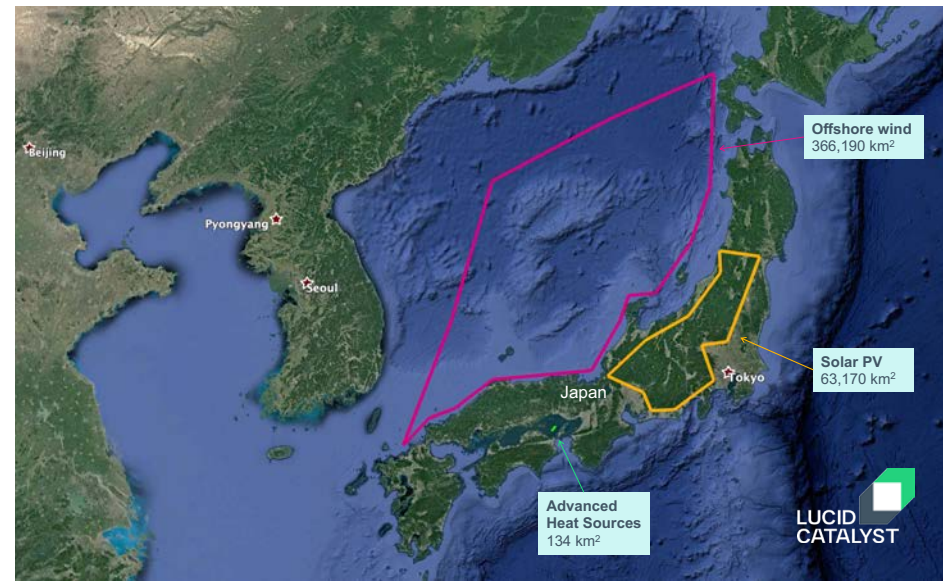 Offshore wind
366,190 km²
Beijing
Pyongyang
Seoul
Solar PV
63,170 km²
Tokyo
Japan
Advanced
Heat Sources
134 km²
LUCID
CATALYST